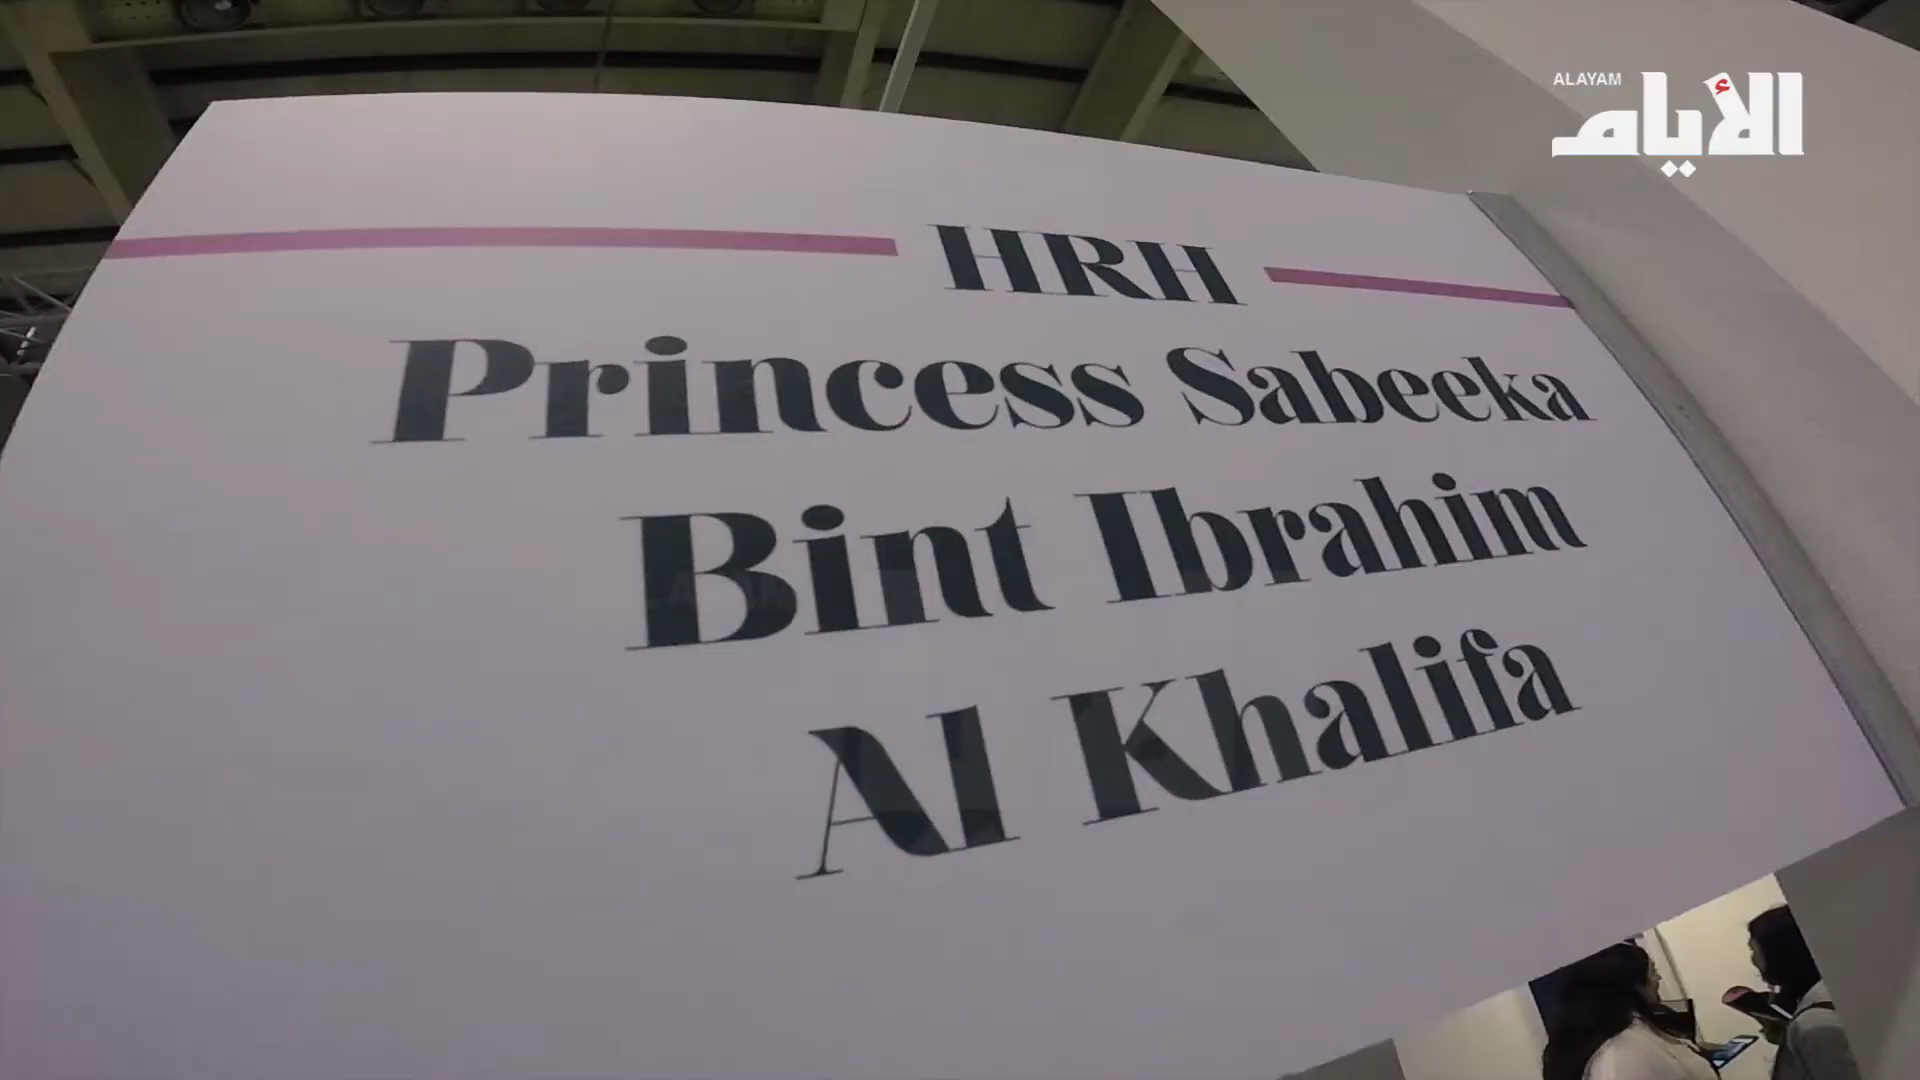 ALAYAM
الأيام
HRH
Princess Sabeeka
Bint Ibrahim
Al Khalifa